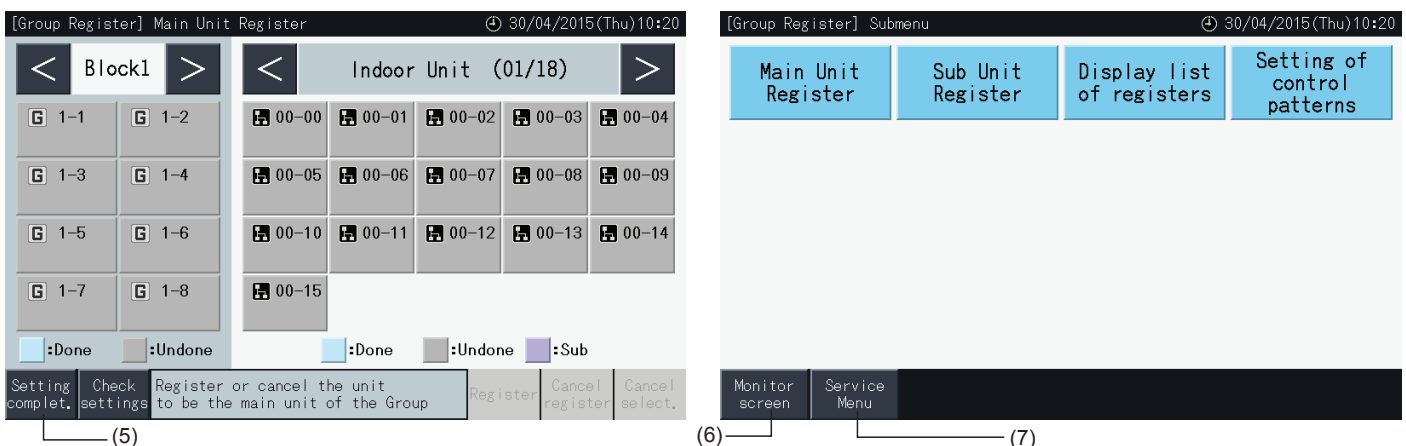 [Group Register] Main Unit Register 30/04/2015(Thu)10:20
< Block1 > < Indoor Unit (01/18) >
G 1-1 G 1-2 00-00 00-01 00-02 00-03 00-04
G 1-3 G 1-4 00-05 00-06 00-07 00-08 00-09
G 1-5 G 1-6 00-10 00-11 00-12 00-13 00-14
G 1-7 G 1-8 00-15
:Done :Undone :Done :Undone :Sub
Setting
complet.
Check
settings
Register or cancel the unit
to be the main unit of the Group
Register
Cancel
register
Cancel
select.
(5)
[Group Register] Submenu 30/04/2015(Thu)10:20
Main Unit
Register
Sub Unit
Register
Display list
of registers
Setting of
control
patterns
Monitor
screen
Service
Menu
(6)
(7)